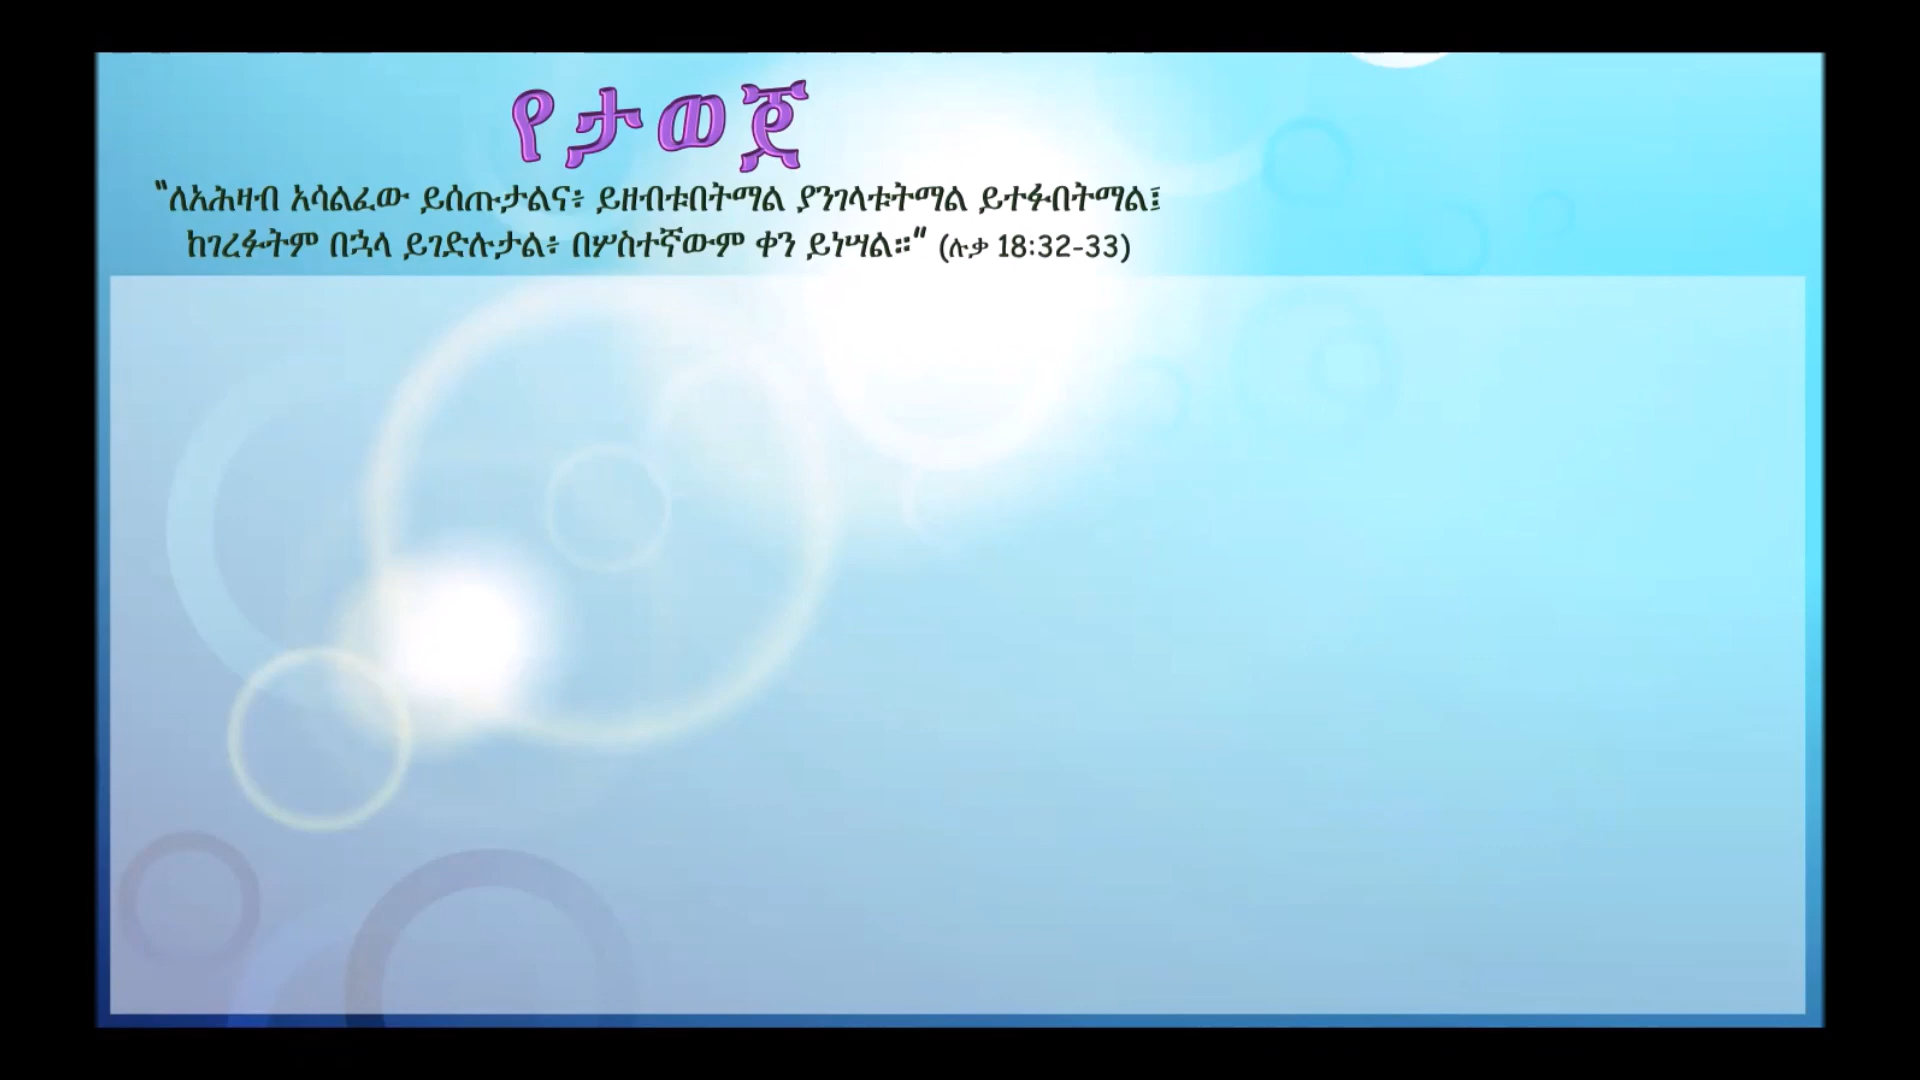 የታወጀ
"ለአሕዛብ አሳልፈው ይሰጡታልና፥ ይዘብቱበትማል ያንገላቱትማል ይተፉበትማል፤
ከገረፉትም በኋላ ይገድሉታል፥ በሦስተኛውም ቀን ይነሣል።" (ሉቃ 18:32-33)